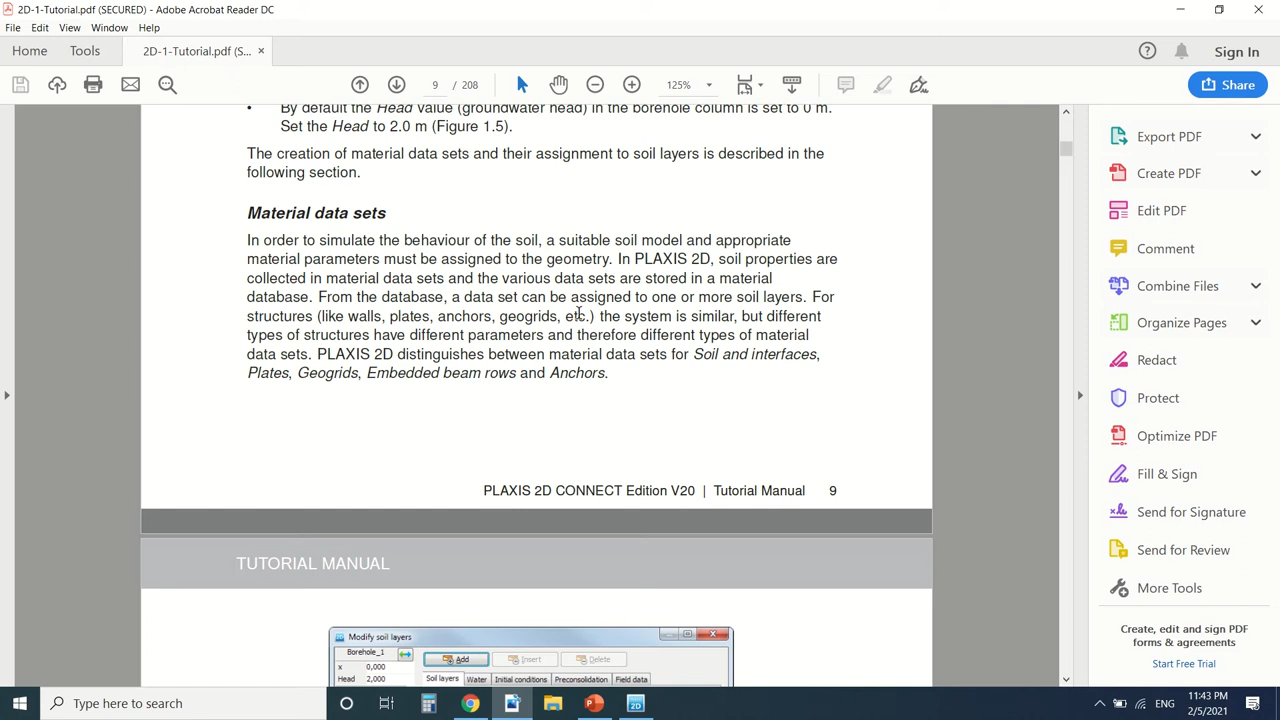 2D-1-Tutorial.pdf (SECURED) - Adobe Acrobat Reader DC
File Edit View Window Help
Home Tools 2D-1-Tutorial.pdf (S... × Sign In
9 / 208 125% Share
• By default the Head value (groundwater head) in the borehole column is set to 0 m.
Set the Head to 2.0 m (Figure 1.5).
The creation of material data sets and their assignment to soil layers is described in the
following section.
Material data sets
In order to simulate the behaviour of the soil, a suitable soil model and appropriate
material parameters must be assigned to the geometry. In PLAXIS 2D, soil properties are
collected in material data sets and the various data sets are stored in a material
database. From the database, a data set can be assigned to one or more soil layers. For
structures (like walls, plates, anchors, geogrids, etc.) the system is similar, but different
types of structures have different parameters and therefore different types of material
data sets. PLAXIS 2D distinguishes between material data sets for Soil and interfaces,
Plates, Geogrids, Embedded beam rows and Anchors.
PLAXIS 2D CONNECT Edition V20 | Tutorial Manual 9
TUTORIAL MANUAL
Modify soil layers
Borehole_1
x 0,000
Head 2,000
Add Insert Delete
Soil layers Water Initial conditions Preconsolidation Field data
Export PDF
Create PDF
Edit PDF
Comment
Combine Files
Organize Pages
Redact
Protect
Optimize PDF
Fill & Sign
Send for Signature
Send for Review
More Tools
Create, edit and sign PDF
forms & agreements
Start Free Trial
Type here to search
ENG
11:43 PM
2/5/2021